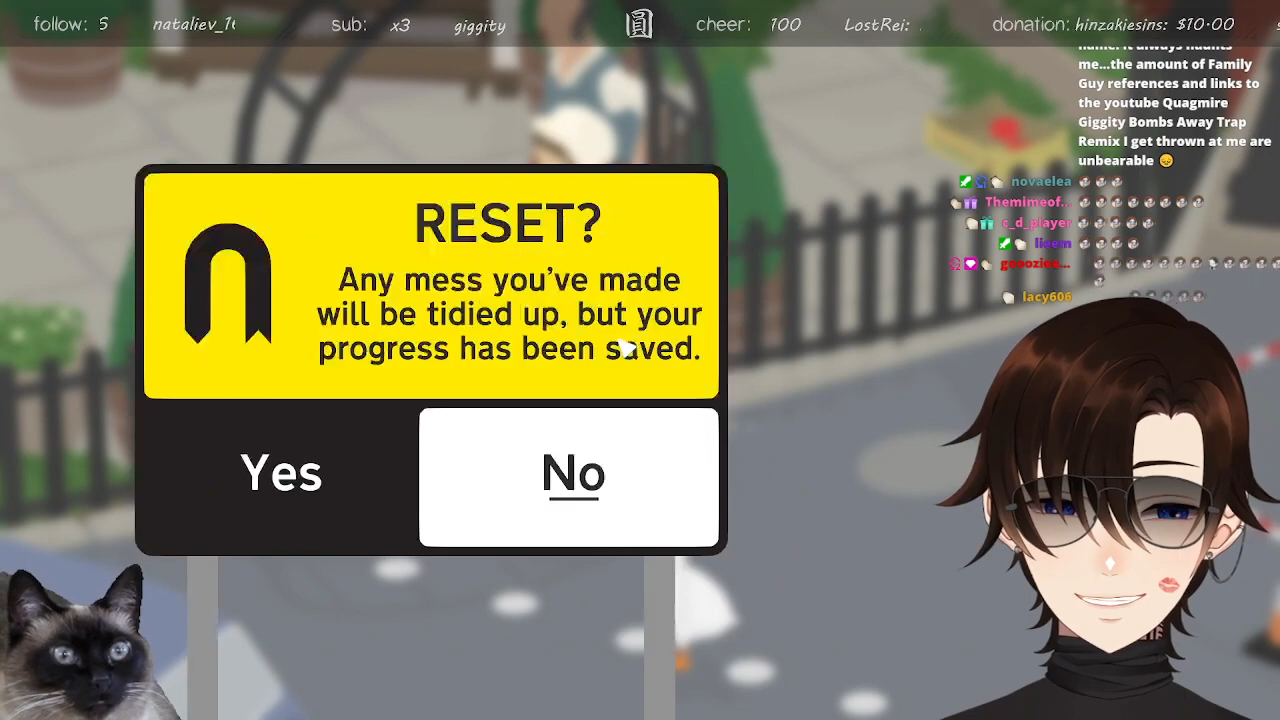 follow: 5 nataliev_1 sub: x3 giggity cheer: 100 LostRei: donation: hinzakiesins: $10.00
me...the amount of Family
Guy references and links to
the youtube Quagmire
Giggity Bombs Away Trap
Remix I get thrown at me are
unbearable
novaelea
Themimeof...
c_d_player
liaem
goooziee...
lacy606
RESET?
Any mess you've made
will be tidied up, but your
progress has been saved.
Yes
No